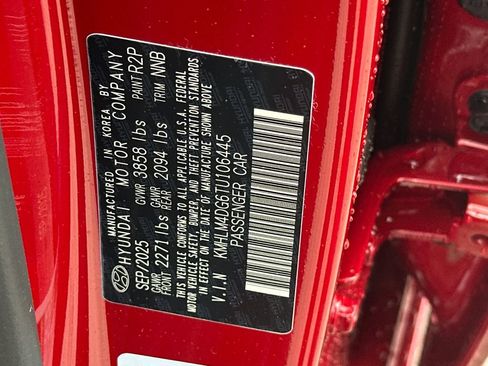 MANUFACTURED IN KOREA BY
HYUNDAI MOTOR COMPANY
SEP/2025 GVWR 3858 lbs PAINT R2P
GAWR FRONT 2271 lbs GAWR REAR 2094 lbs TRIM NNB
THIS VEHICLE CONFORMS TO ALL APPLICABLE U.S.A. FEDERAL
MOTOR VEHICLE SAFETY, BUMPER, AND THEFT PREVENTION STANDARDS
IN EFFECT ON THE DATE OF MANUFACTURE SHOWN ABOVE
V.I.N KMHLM4DG6TU106445
PASSENGER CAR